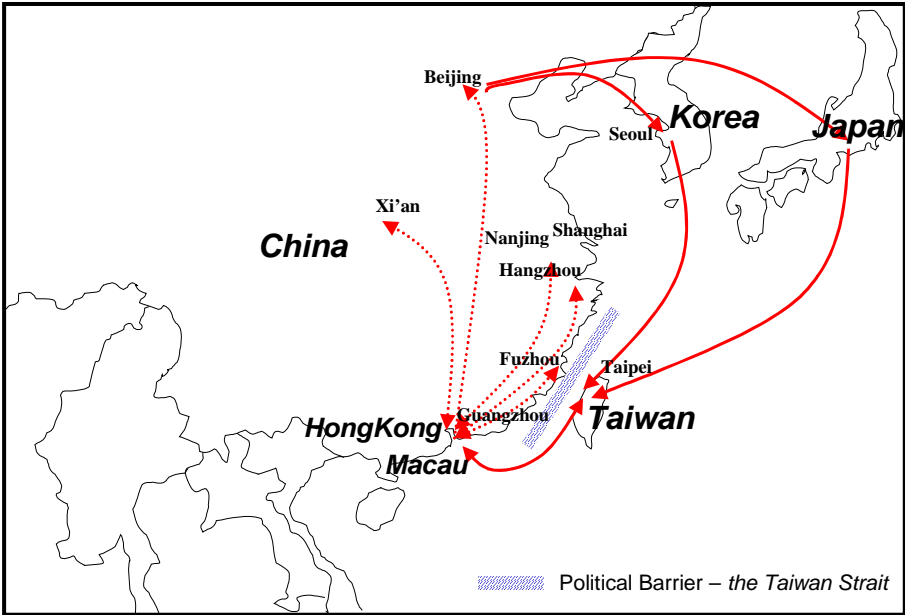 Beijing
Korea
Seoul
Japan
Xi'an
China
Nanjing
Shanghai
Hangzhou
Fuzhou
Taipei
Guangzhou
Taiwan
HongKong
Macau
Political Barrier – the Taiwan Strait